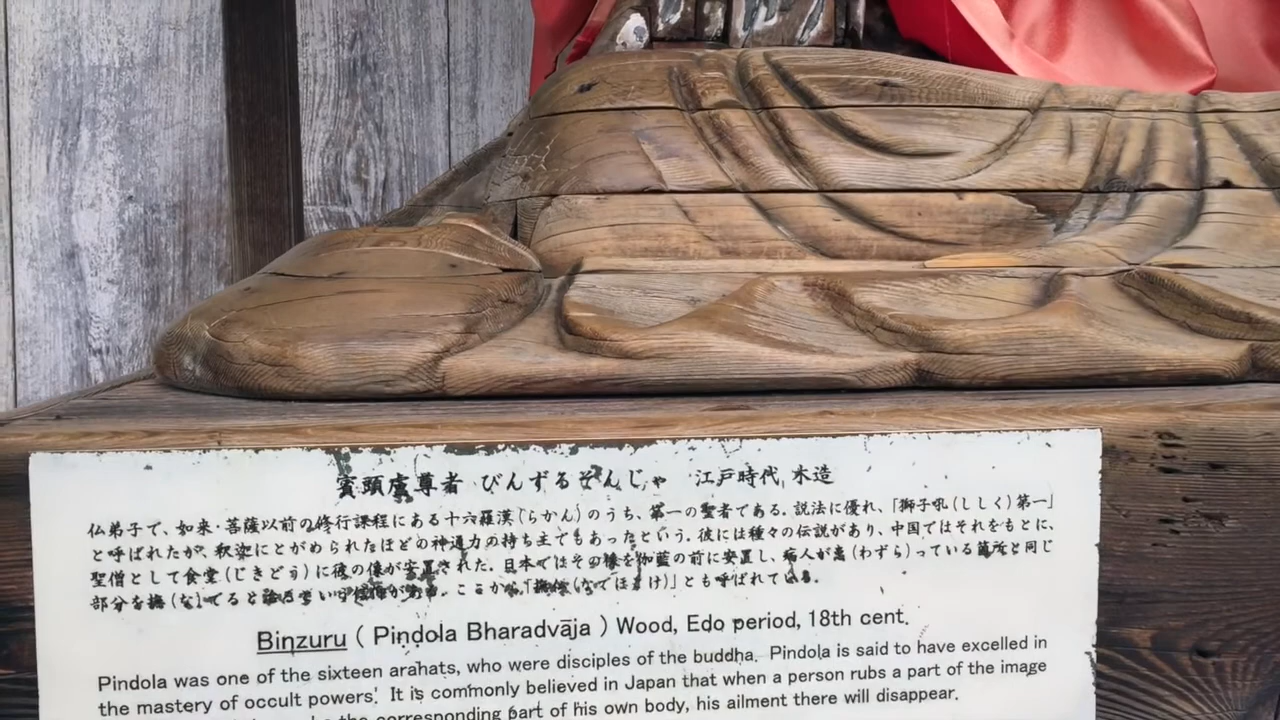 賓頭盧尊者 びんずるそんじゃ 江戸時代, 木造
仏弟子で、如来・菩薩以前の修行課程にある十六羅漢(らかん)のうち、第一の聖者である。説法に優れ、「獅子吼(ししく)第一」
と呼ばれたが、釈迦にとがめられたほどの神通力の持ち主でもあったという。彼には種々の伝説があり、中国ではそれをもとに、
聖僧として食堂(じきどう)に彼の像が安置された。日本ではその像を伽藍の前に安置し、病人が患(わずら)っている箇所と同じ
部分を撫(な)でると 。ここから、「撫仏(なでほとけ)」とも呼ばれている。
Binzuru ( Piṇḍola Bharadvāja ) Wood, Edo period, 18th cent.
Pindola was one of the sixteen arahats, who were disciples of the buddha. Pindola is said to have excelled in
the mastery of occult powers. It is commonly believed in Japan that when a person rubs a part of the image
the corresponding part of his own body, his ailment there will disappear.